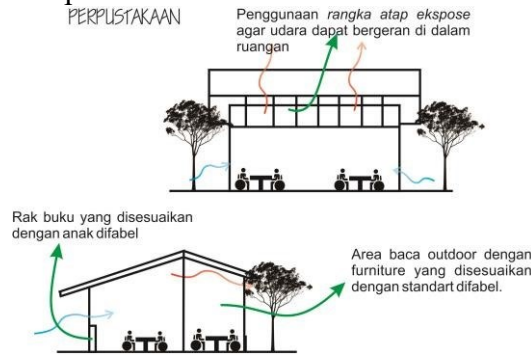 PERPUSTAKAAN
Penggunaan rangka atap ekspose
agar udara dapat bergeran di dalam
ruangan
Rak buku yang disesuaikan
dengan anak difabel
Area baca outdoor dengan
furniture yang disesuaikan
dengan standart difabel.